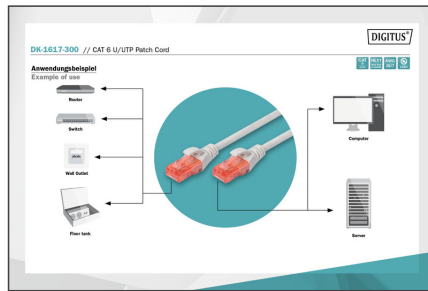 DIGITUS®
DK-1617-300 // CAT 6 U/UTP Patch Cord
Anwendungsbeispiel
Example of use
Router
Switch
Wall Outlet
Floor tank
Computer
Server